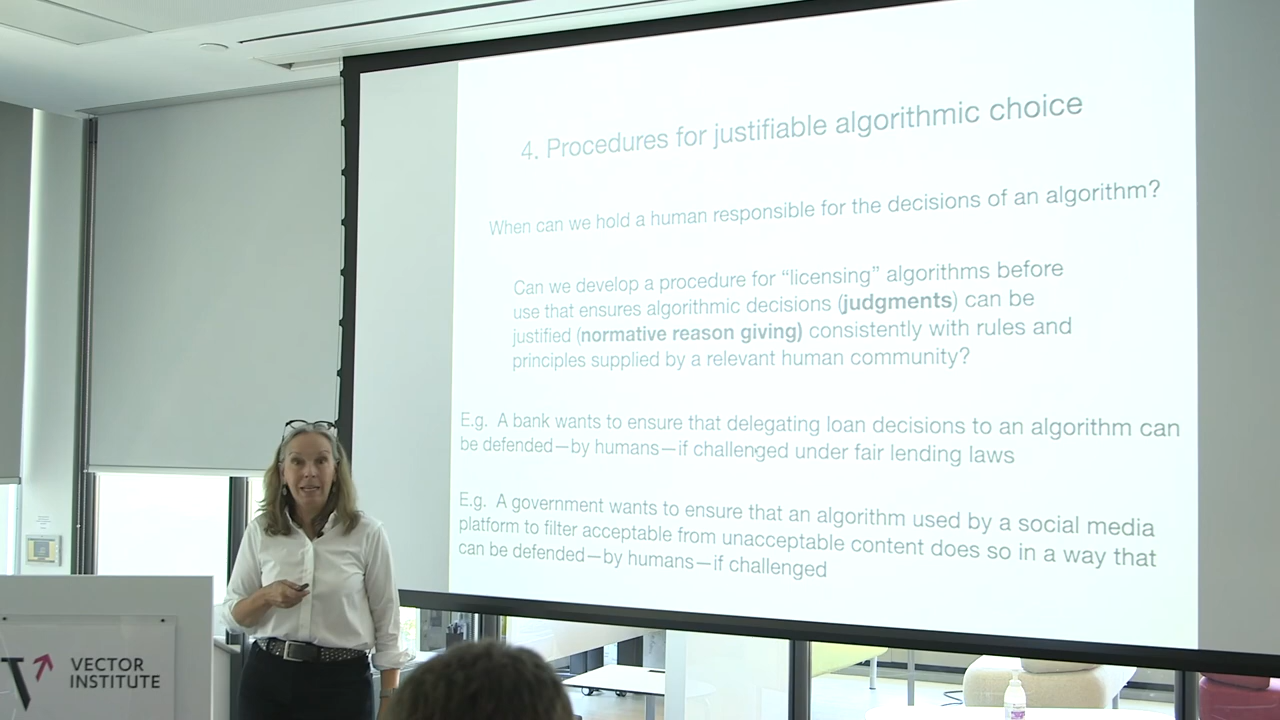 4. Procedures for justifiable algorithmic choice
When can we hold a human responsible for the decisions of an algorithm?
Can we develop a procedure for “licensing” algorithms before
use that ensures algorithmic decisions (judgments) can be
justified (normative reason giving) consistently with rules and
principles supplied by a relevant human community?
E.g. A bank wants to ensure that delegating loan decisions to an algorithm can
be defended—by humans—if challenged under fair lending laws
E.g. A government wants to ensure that an algorithm used by a social media
platform to filter acceptable from unacceptable content does so in a way that
can be defended—by humans—if challenged
VECTOR
INSTITUTE